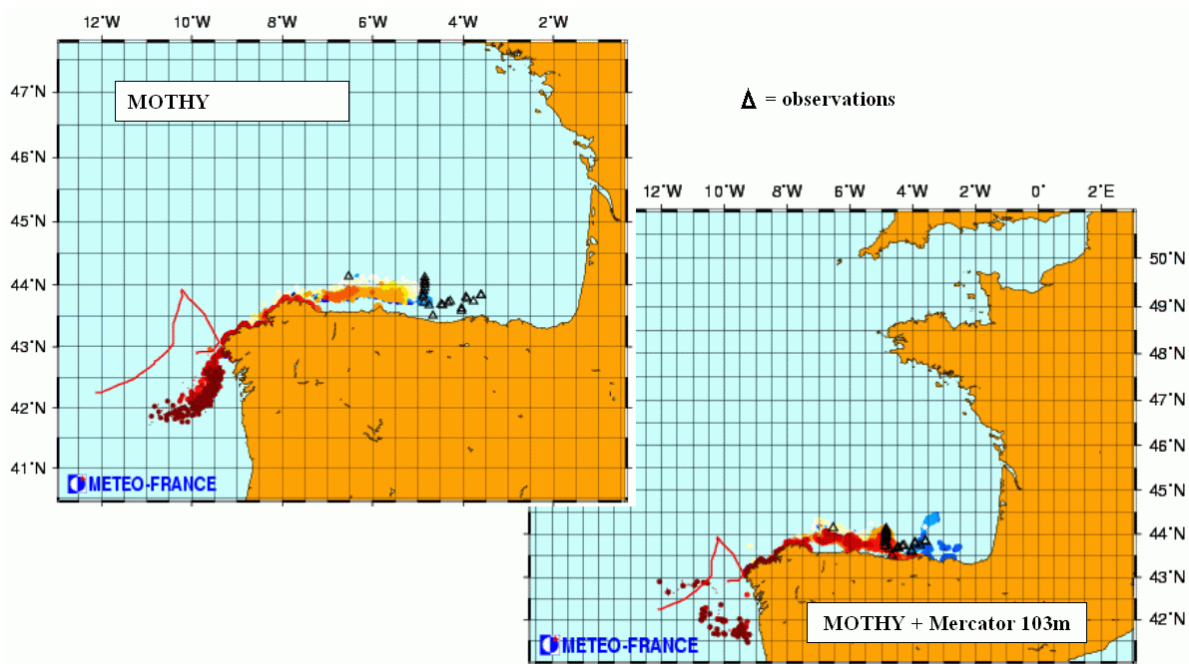 12°W 10°W 8°W 6°W 4°W 2°W
47°N
46°N
45°N
44°N
43°N
42°N
41°N
MOTHY
METEO-FRANCE
Δ = observations
12°W 10°W 8°W 6°W 4°W 2°W 0° 2°E
50°N
49°N
48°N
47°N
46°N
45°N
44°N
43°N
42°N
MOTHY + Mercator 103m
METEO-FRANCE